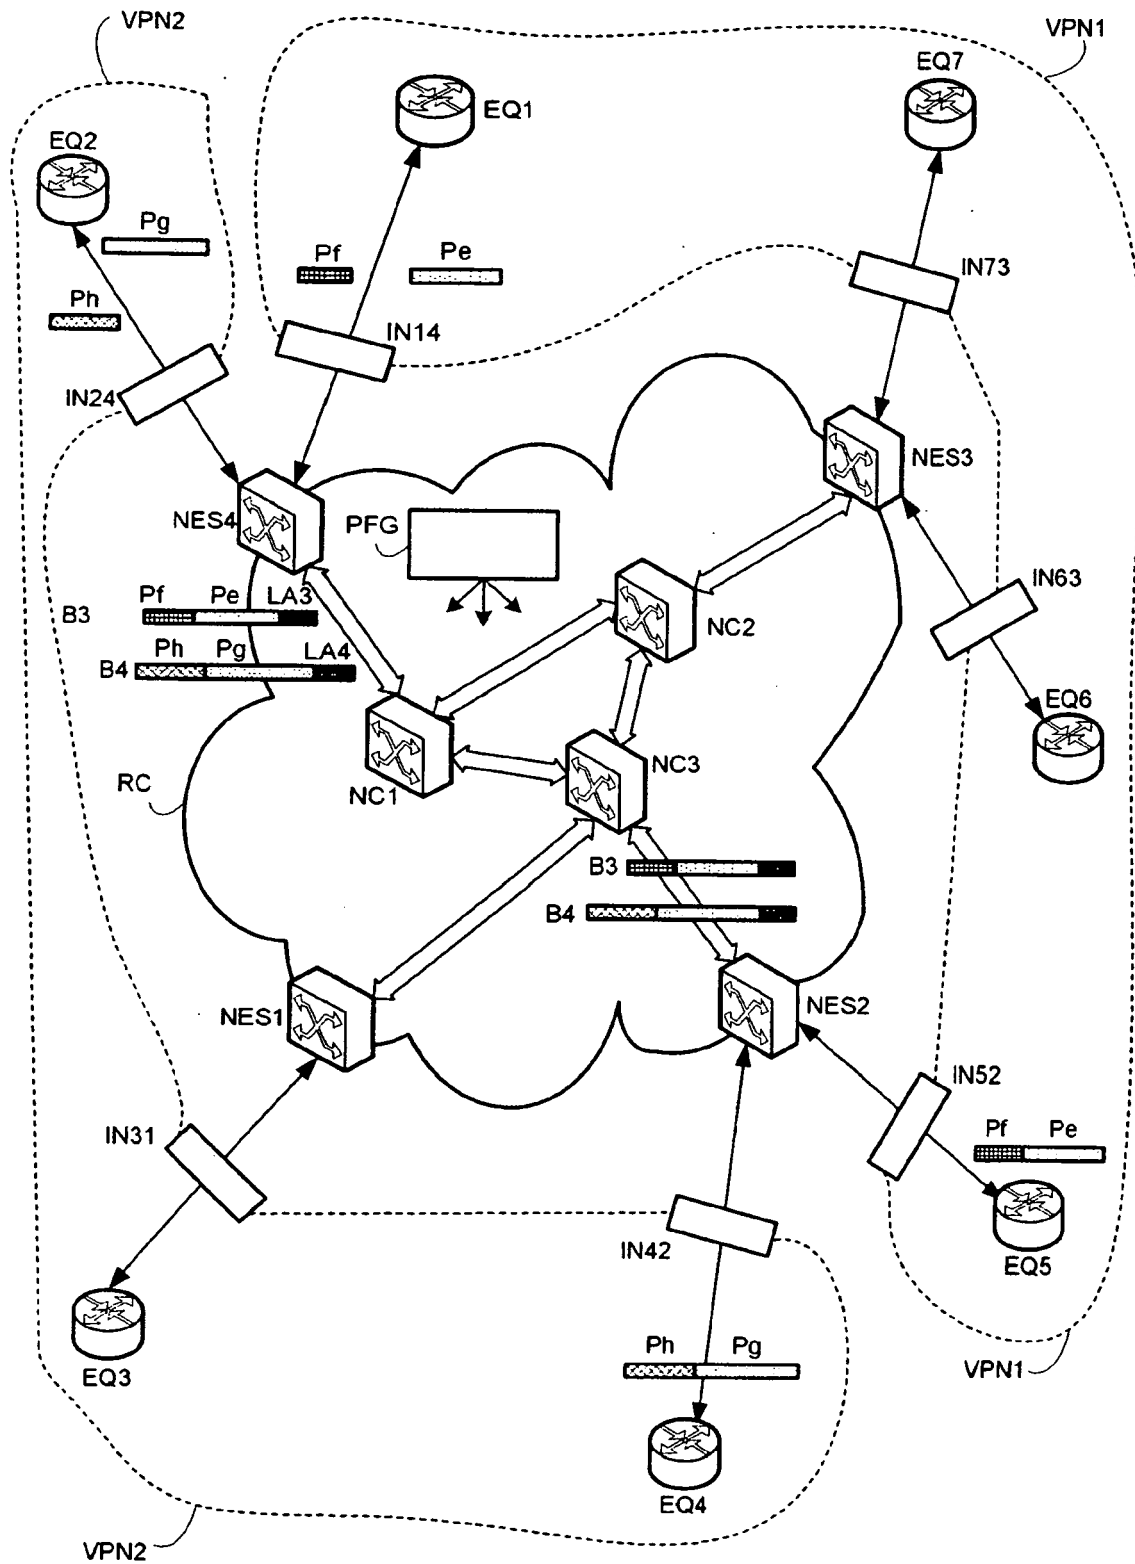 VPN2
VPN1
EQ7
EQ1
EQ2
Pg
Pf
Pe
IN73
Ph
IN14
IN24
NES3
NES4
PFG
IN63
Pf
Pe
LA3
B3
NC2
Ph
Pg
LA4
B4
EQ6
NC3
RC
NC1
B3
B4
NES2
NES1
IN52
IN31
Pf
Pe
IN42
EQ5
Ph
Pg
VPN1
EQ3
EQ4
VPN2